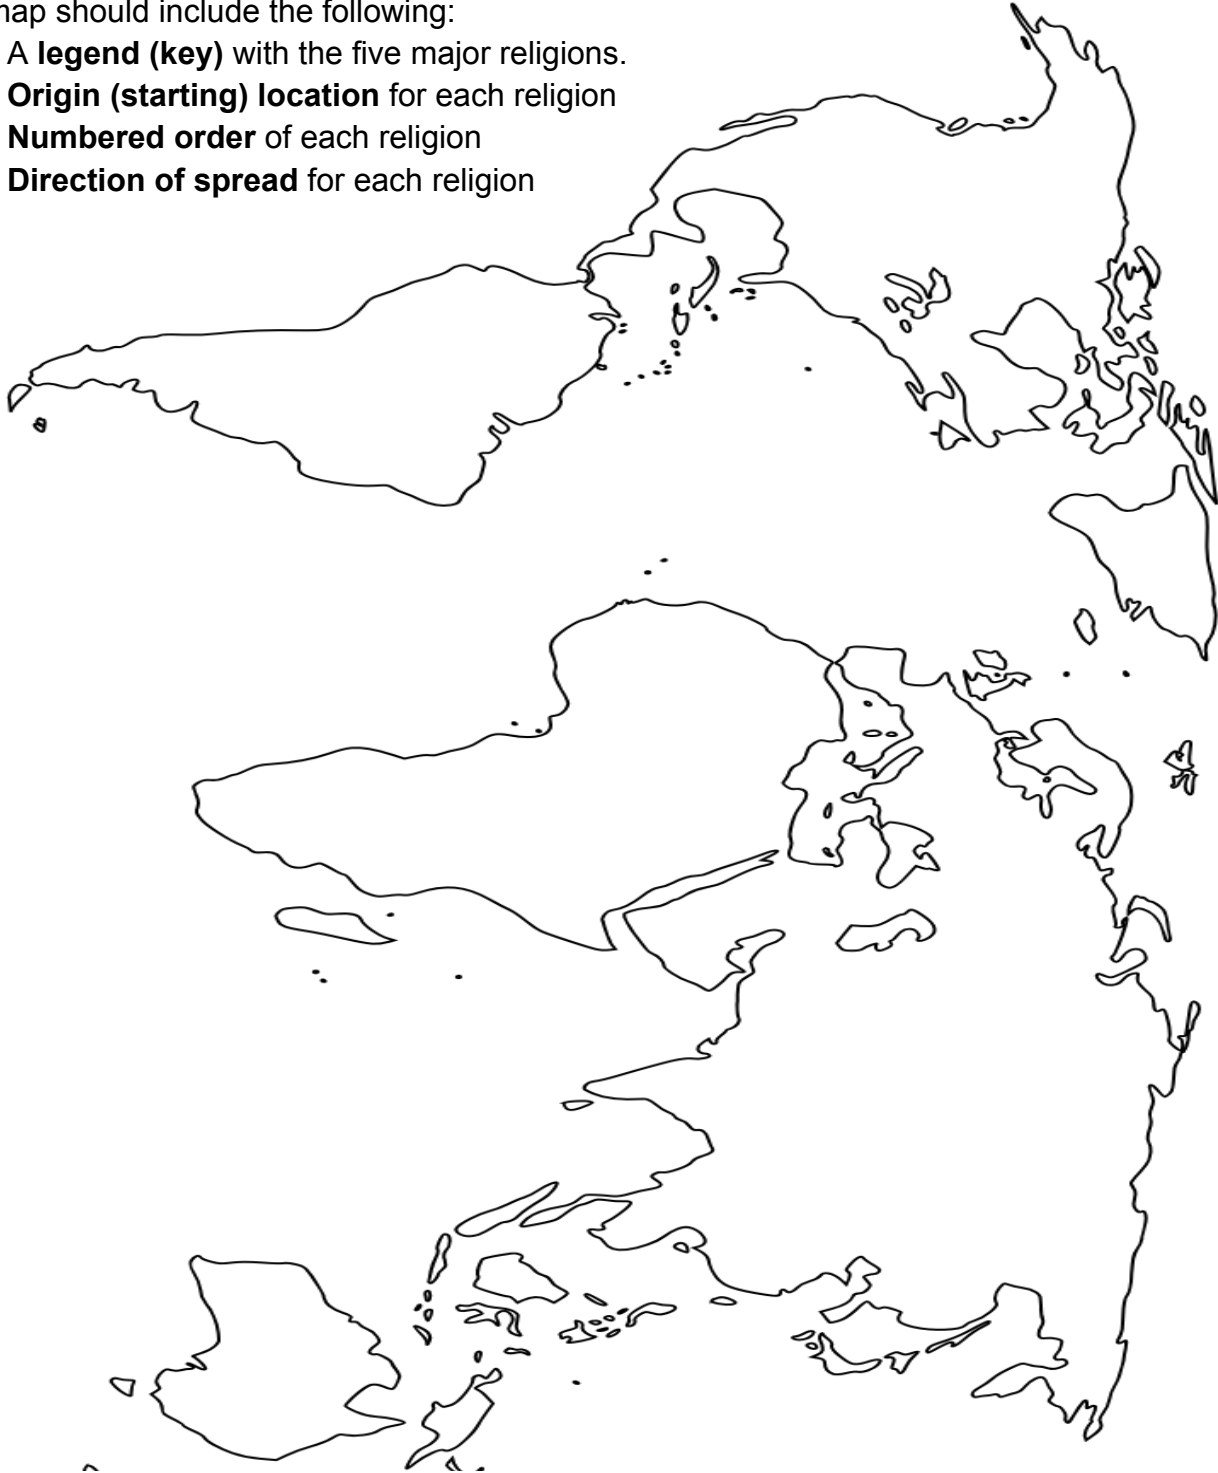 map should include the following:
A legend (key) with the five major religions.
Origin (starting) location for each religion
Numbered order of each religion
Direction of spread for each religion